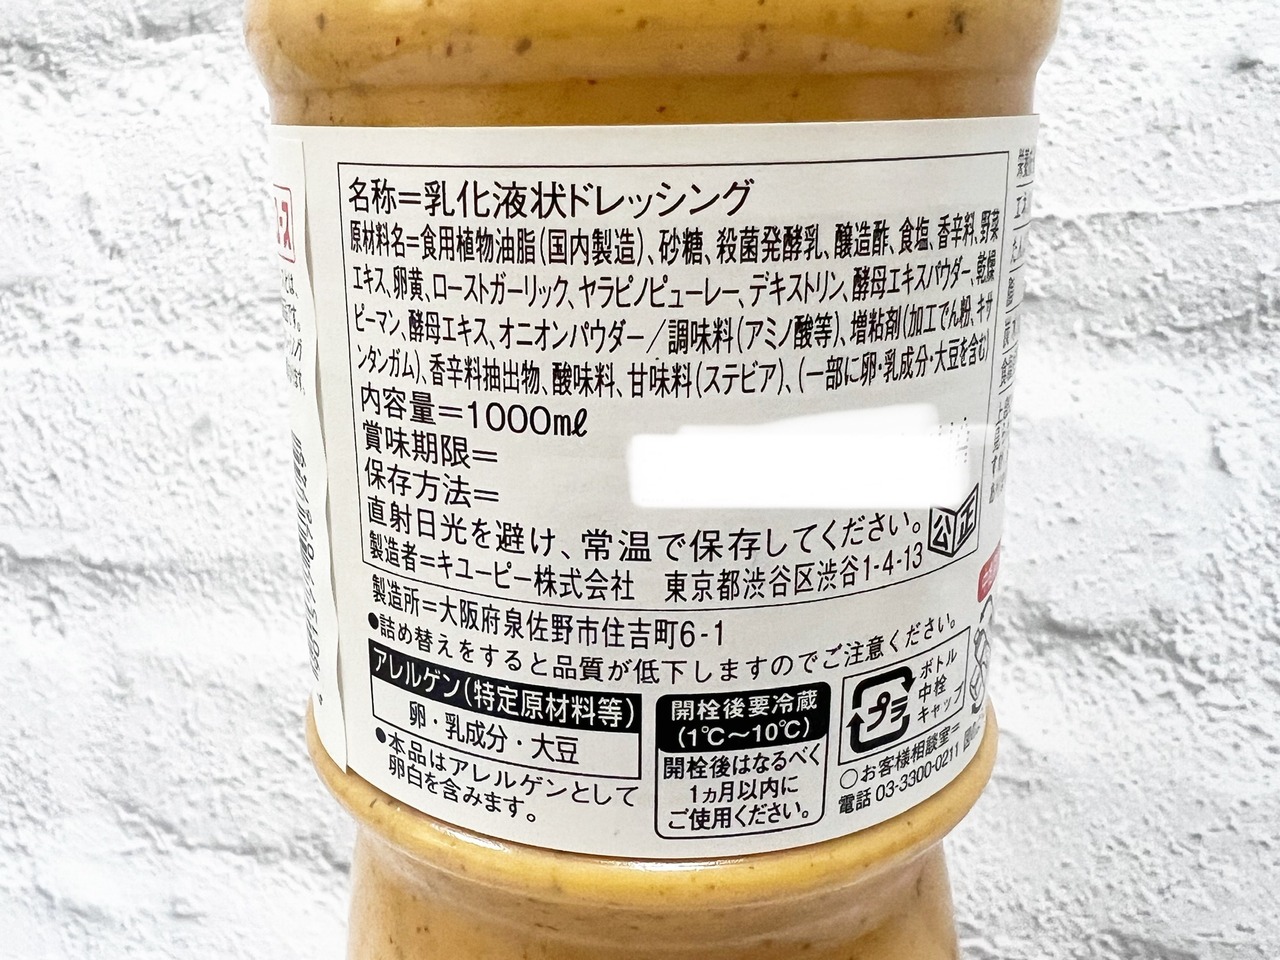 名称＝乳化液状ドレッシング
原材料名＝食用植物油脂(国内製造)、砂糖、殺菌発酵乳、醸造酢、食塩、香辛料、野菜
エキス、卵黄、ローストガーリック、ヤラピノピューレー、デキストリン、酵母エキスパウダー、乾燥
ピーマン、酵母エキス、オニオンパウダー／調味料(アミノ酸等)、増粘剤(加工でん粉、キサ
ンタンガム)、香辛料抽出物、酸味料、甘味料(ステビア)、(一部に卵・乳成分・大豆を含む)
内容量＝1000mℓ
賞味期限＝
保存方法＝
直射日光を避け、常温で保存してください。
公正
製造者＝キユーピー株式会社 東京都渋谷区渋谷1-4-13
製造所＝大阪府泉佐野市住吉町6-1
●詰め替えをすると品質が低下しますのでご注意ください。
アレルゲン(特定原材料等)
卵・乳成分・大豆
●本品はアレルゲンとして
卵白を含みます。
開栓後要冷蔵
(1℃〜10℃)
開栓後はなるべく
1ヵ月以内に
ご使用ください。
プラ
ボトル
中栓
キャップ
○お客様相談室＝
電話 03-3300-0211